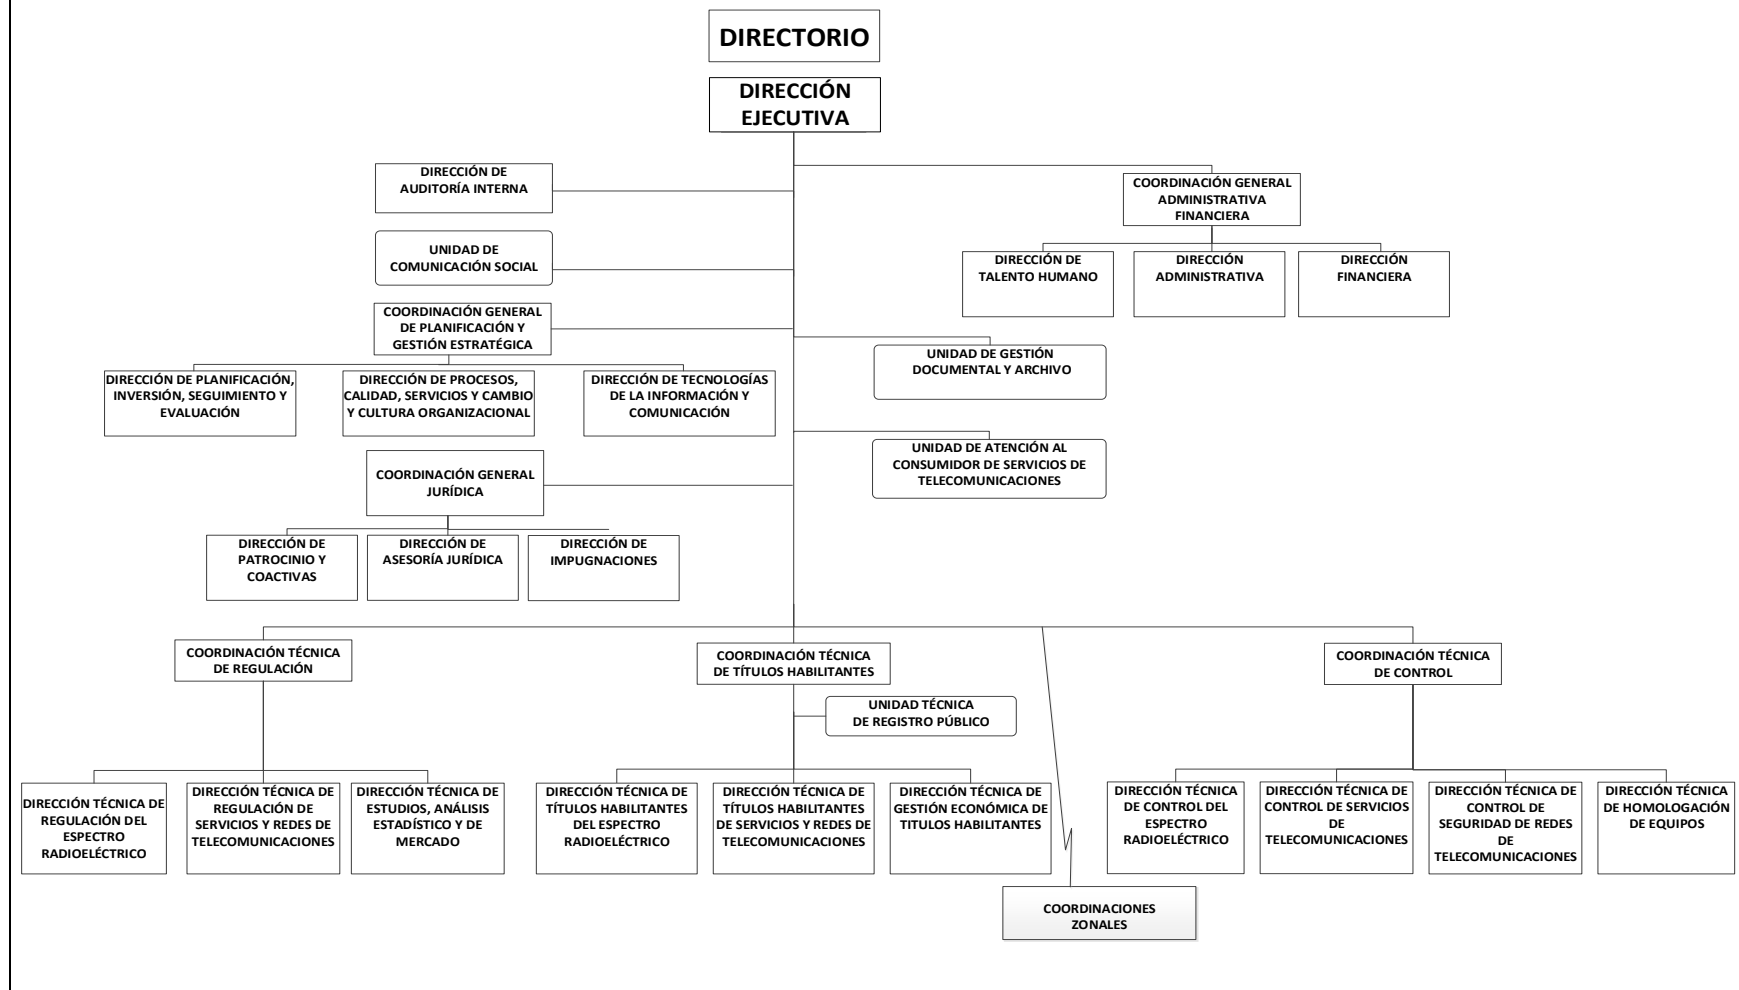 DIRECTORIO
DIRECCIÓN
EJECUTIVA
DIRECCIÓN DE
AUDITORÍA INTERNA
COORDINACIÓN GENERAL
ADMINISTRATIVA
FINANCIERA
UNIDAD DE
COMUNICACIÓN SOCIAL
DIRECCIÓN DE
TALENTO HUMANO
DIRECCIÓN
ADMINISTRATIVA
DIRECCIÓN
FINANCIERA
COORDINACIÓN GENERAL
DE PLANIFICACIÓN Y
GESTIÓN ESTRATÉGICA
UNIDAD DE GESTIÓN
DOCUMENTAL Y ARCHIVO
DIRECCIÓN DE PLANIFICACIÓN,
INVERSIÓN, SEGUIMIENTO Y
EVALUACIÓN
DIRECCIÓN DE PROCESOS,
CALIDAD, SERVICIOS Y CAMBIO
Y CULTURA ORGANIZACIONAL
DIRECCIÓN DE TECNOLOGÍAS
DE LA INFORMACIÓN Y
COMUNICACIÓN
UNIDAD DE ATENCIÓN AL
CONSUMIDOR DE SERVICIOS DE
TELECOMUNICACIONES
COORDINACIÓN GENERAL
JURÍDICA
DIRECCIÓN DE
PATROCINIO Y
COACTIVAS
DIRECCIÓN DE
ASESORÍA JURÍDICA
DIRECCIÓN DE
IMPUGNACIONES
COORDINACIÓN TÉCNICA
DE REGULACIÓN
COORDINACIÓN TÉCNICA
DE TÍTULOS HABILITANTES
COORDINACIÓN TÉCNICA
DE CONTROL
UNIDAD TÉCNICA
DE REGISTRO PÚBLICO
DIRECCIÓN TÉCNICA DE
REGULACIÓN DEL
ESPECTRO
RADIOELÉCTRICO
DIRECCIÓN TÉCNICA DE
REGULACIÓN DE
SERVICIOS Y REDES DE
TELECOMUNICACIONES
DIRECCIÓN TÉCNICA DE
ESTUDIOS, ANÁLISIS
ESTADÍSTICO Y DE
MERCADO
DIRECCIÓN TÉCNICA DE
TÍTULOS HABILITANTES
DEL ESPECTRO
RADIOELÉCTRICO
DIRECCIÓN TÉCNICA DE
TÍTULOS HABILITANTES
DE SERVICIOS Y REDES DE
TELECOMUNICACIONES
DIRECCIÓN TÉCNICA DE
GESTIÓN ECONÓMICA DE
TITULOS HABILITANTES
DIRECCIÓN TÉCNICA
DE CONTROL DEL
ESPECTRO
RADIOELÉCTRICO
DIRECCIÓN TÉCNICA DE
CONTROL DE SERVICIOS
DE
TELECOMUNICACIONES
DIRECCIÓN TÉCNICA DE
CONTROL DE
SEGURIDAD DE REDES
DE
TELECOMUNICACIONES
DIRECCIÓN TÉCNICA
DE HOMOLOGACIÓN
DE EQUIPOS
COORDINACIONES
ZONALES